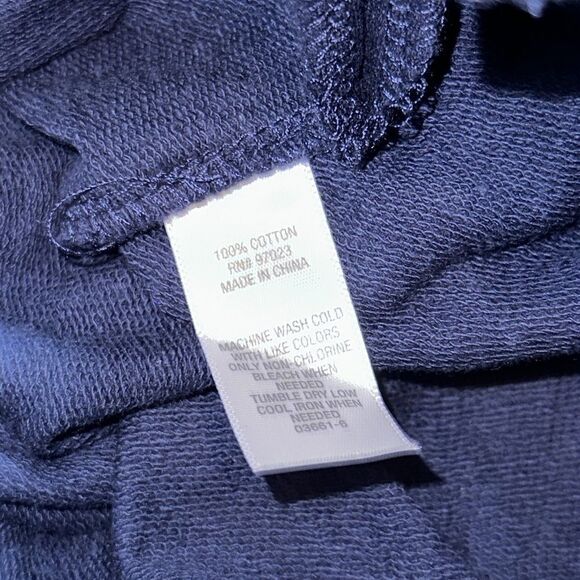 100% COTTON
RN# 97023
MADE IN CHINA
MACHINE WASH COLD
WITH LIKE COLORS
ONLY NON-CHLORINE
BLEACH WHEN
NEEDED
TUMBLE DRY LOW
COOL IRON WHEN
NEEDED
03661-6